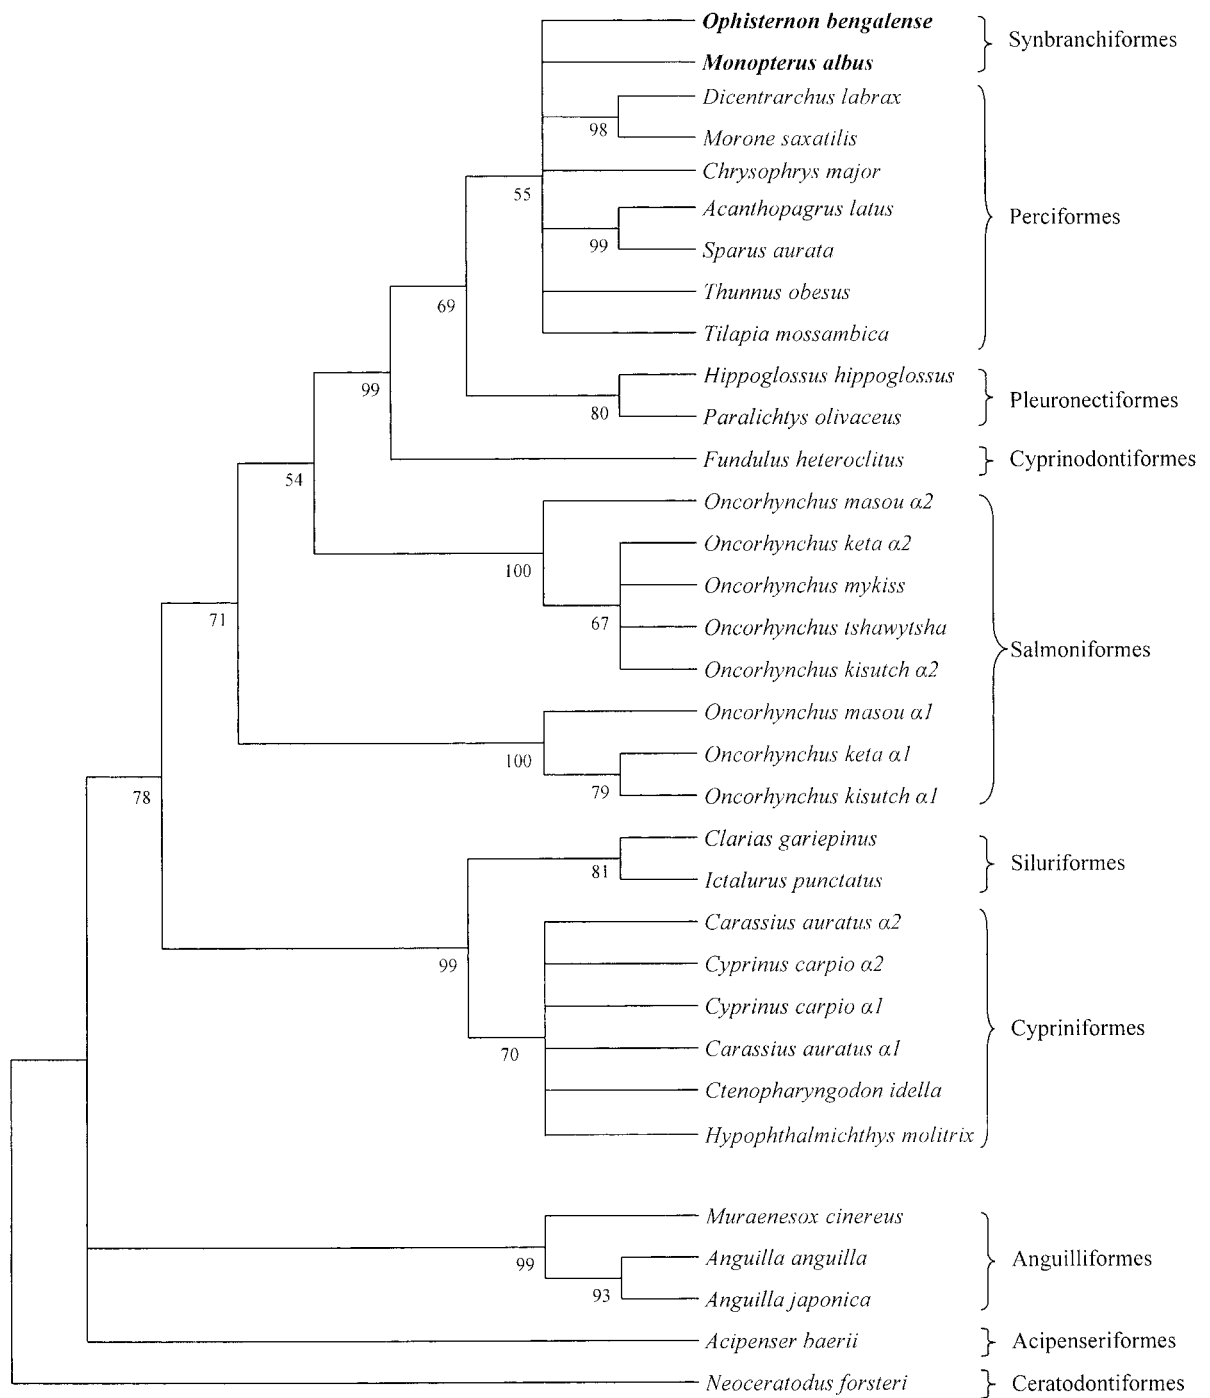 Ophisternon bengalense
Synbranchiformes
Monopterus albus
Dicentrarchus labrax
98
Morone saxatilis
Chrysophrys major
55
Acanthopagrus latus
Perciformes
99
Sparus aurata
Thunnus obesus
69
Tilapia mossambica
Hippoglossus hippoglossus
99
Pleuronectiformes
80
Paralichtys olivaceus
Fundulus heteroclitus
Cyprinodontiformes
54
Oncorhynchus masou α2
Oncorhynchus keta α2
100
Oncorhynchus mykiss
71
67
Oncorhynchus tshawytsha
Salmoniformes
Oncorhynchus kisutch α2
Oncorhynchus masou α1
100
Oncorhynchus keta α1
78
79
Oncorhynchus kisutch α1
Clarias gariepinus
81
Siluriformes
Ictalurus punctatus
Carassius auratus α2
99
Cyprinus carpio α2
Cyprinus carpio α1
Cypriniformes
70
Carassius auratus α1
Ctenopharyngodon idella
Hypophthalmichthys molitrix
Muraenesox cinereus
99
Anguilla anguilla
Anguilliformes
93
Anguilla japonica
Acipenser baerii
Acipenseriformes
Neoceratodus forsteri
Ceratodontiformes